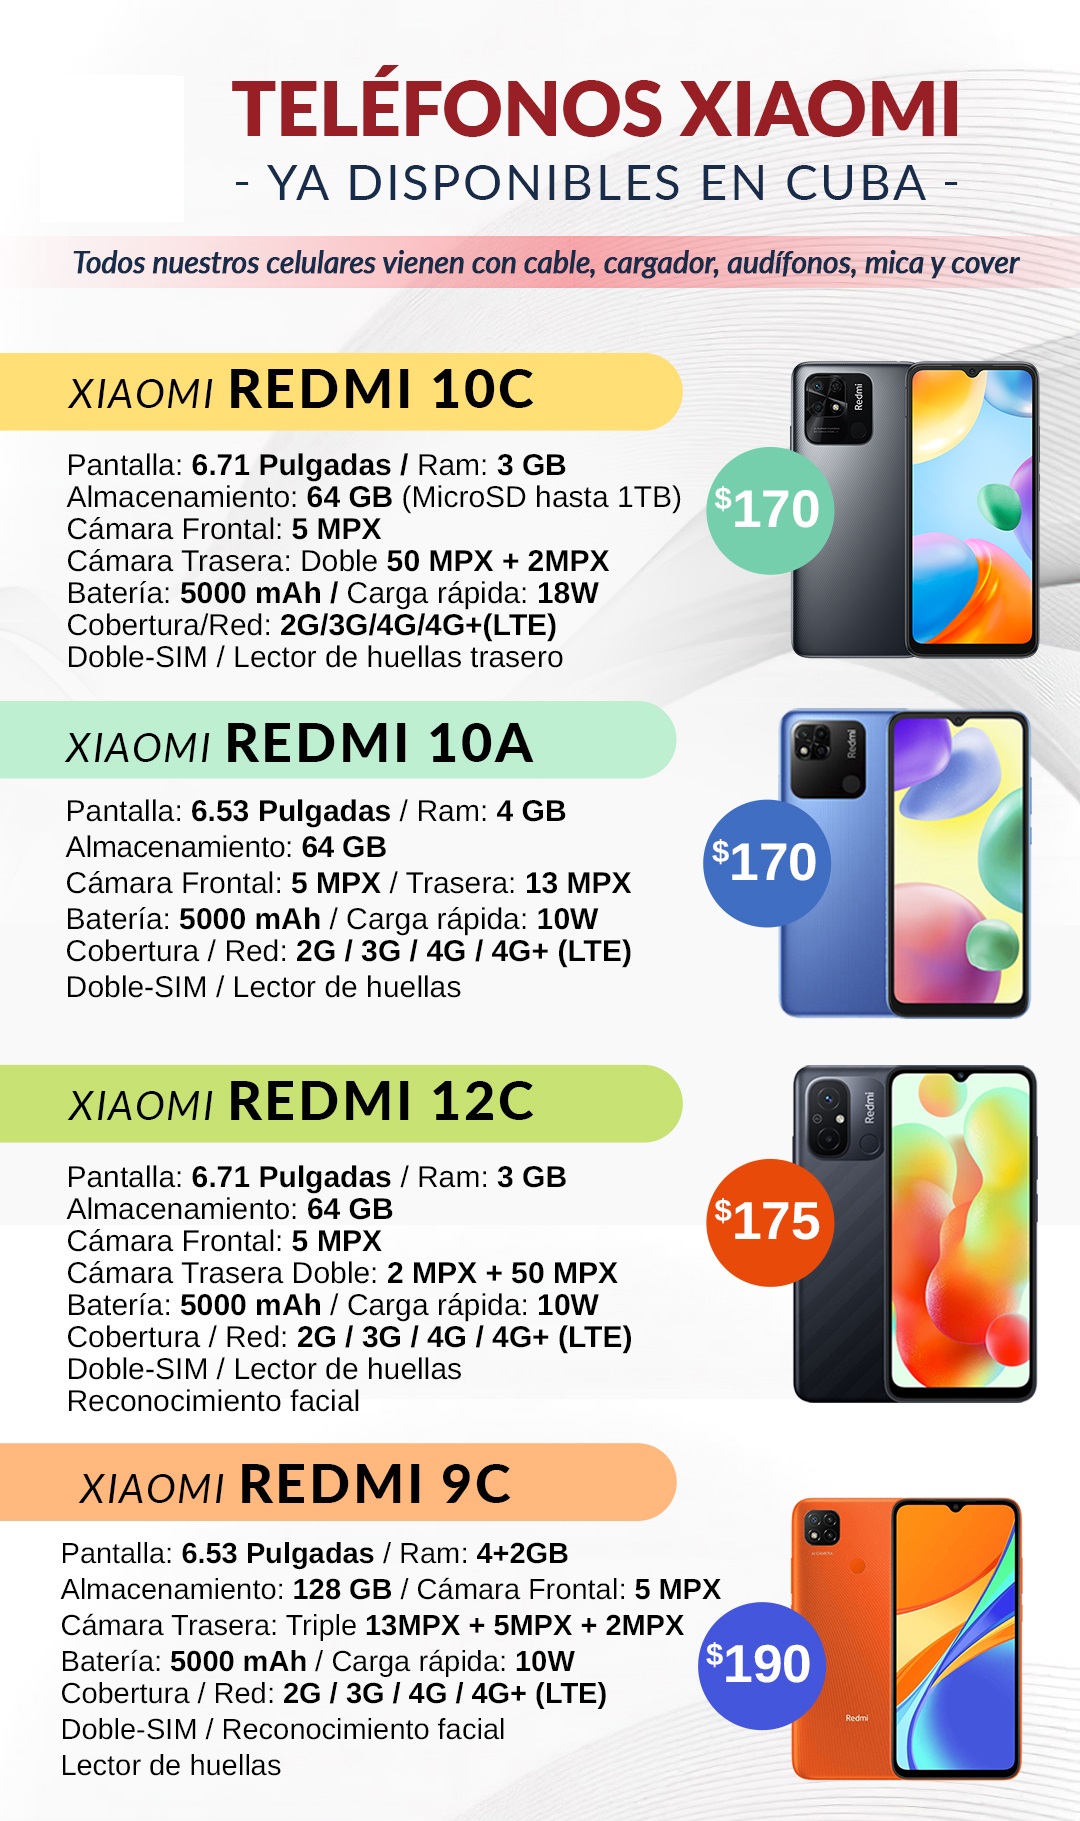 TELÉFONOS XIAOMI
- YA DISPONIBLES EN CUBA -
Todos nuestros celulares vienen con cable, cargador, audífonos, mica y cover
XIAOMI REDMI 10C
Pantalla: 6.71 Pulgadas / Ram: 3 GB
Almacenamiento: 64 GB (MicroSD hasta 1TB)
Cámara Frontal: 5 MPX
Cámara Trasera: Doble 50 MPX + 2MPX
Batería: 5000 mAh / Carga rápida: 18W
Cobertura/Red: 2G/3G/4G/4G+(LTE)
Doble-SIM / Lector de huellas trasero
$170
Redmi
XIAOMI REDMI 10A
Pantalla: 6.53 Pulgadas / Ram: 4 GB
Almacenamiento: 64 GB
Cámara Frontal: 5 MPX / Trasera: 13 MPX
Batería: 5000 mAh / Carga rápida: 10W
Cobertura / Red: 2G / 3G / 4G / 4G+ (LTE)
Doble-SIM / Lector de huellas
$170
Redmi
XIAOMI REDMI 12C
Pantalla: 6.71 Pulgadas / Ram: 3 GB
Almacenamiento: 64 GB
Cámara Frontal: 5 MPX
Cámara Trasera Doble: 2 MPX + 50 MPX
Batería: 5000 mAh / Carga rápida: 10W
Cobertura / Red: 2G / 3G / 4G / 4G+ (LTE)
Doble-SIM / Lector de huellas
Reconocimiento facial
$175
Redmi
XIAOMI REDMI 9C
Pantalla: 6.53 Pulgadas / Ram: 4+2GB
Almacenamiento: 128 GB / Cámara Frontal: 5 MPX
Cámara Trasera: Triple 13MPX + 5MPX + 2MPX
Batería: 5000 mAh / Carga rápida: 10W
Cobertura / Red: 2G / 3G / 4G / 4G+ (LTE)
Doble-SIM / Reconocimiento facial
Lector de huellas
$190
Redmi